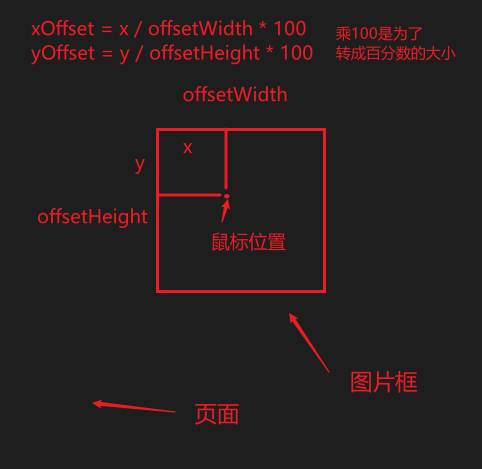 xOffset = x / offsetWidth * 100
乘100是为了
yOffset = y / offsetHeight * 100
转成百分数的大小
offsetWidth
x
y
offsetHeight
鼠标位置
图片框
页面